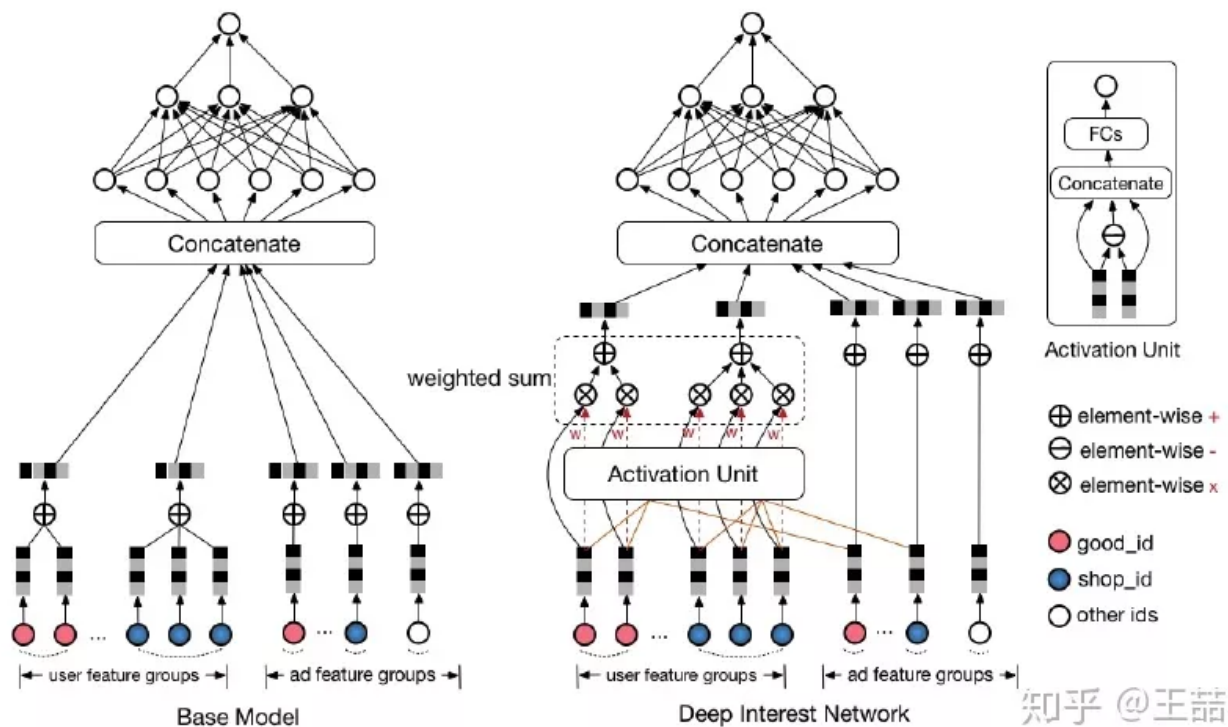 Concatenate
user feature groups
ad feature groups
Base Model
Concatenate
weighted sum
w w w w w
Activation Unit
user feature groups
ad feature groups
Deep Interest Network
FCs
Concatenate
Activation Unit
element-wise +
element-wise -
element-wise x
good_id
shop_id
other ids
知乎 @王喆